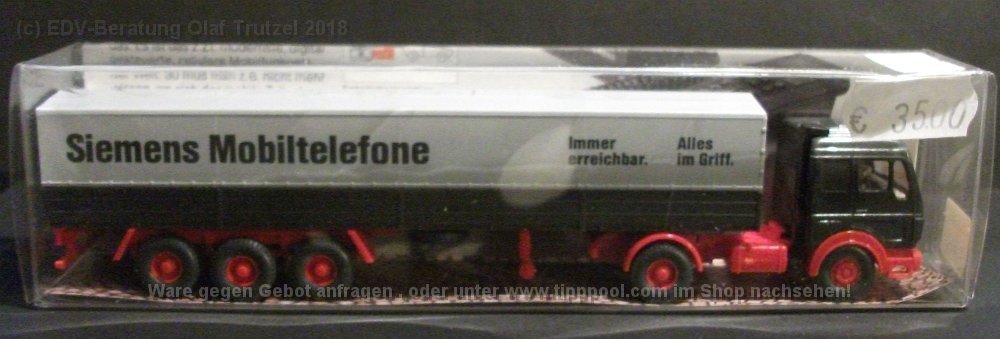 (c) EDV-Beratung Olaf Trutzel 2018
€ 35.00
Siemens Mobiltelefone
Immer
erreichbar.
Alles
im Griff.
Ware gegen Gebot anfragen , oder unter www.tipppool.com im Shop nachsehen!